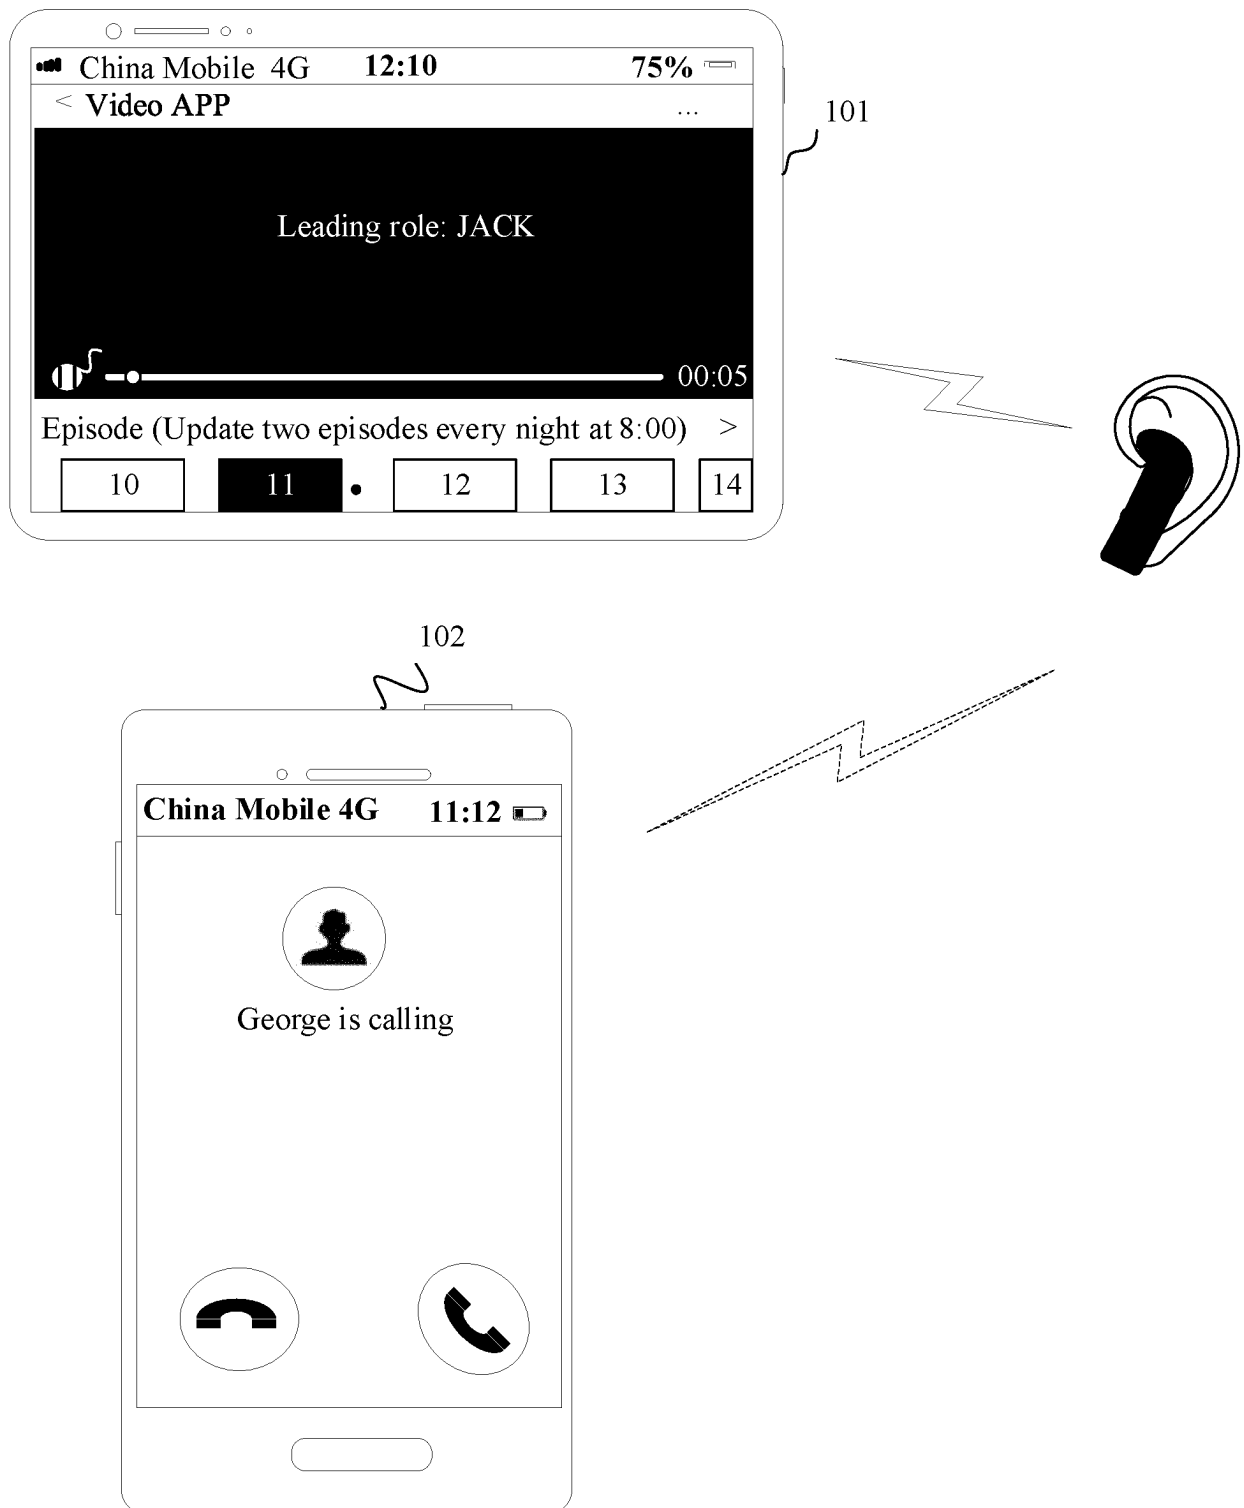 China Mobile 4G 12:10 75%
< Video APP ...
101
Leading role: JACK
00:05
Episode (Update two episodes every night at 8:00) >
10 11 12 13 14
102
China Mobile 4G 11:12
George is calling